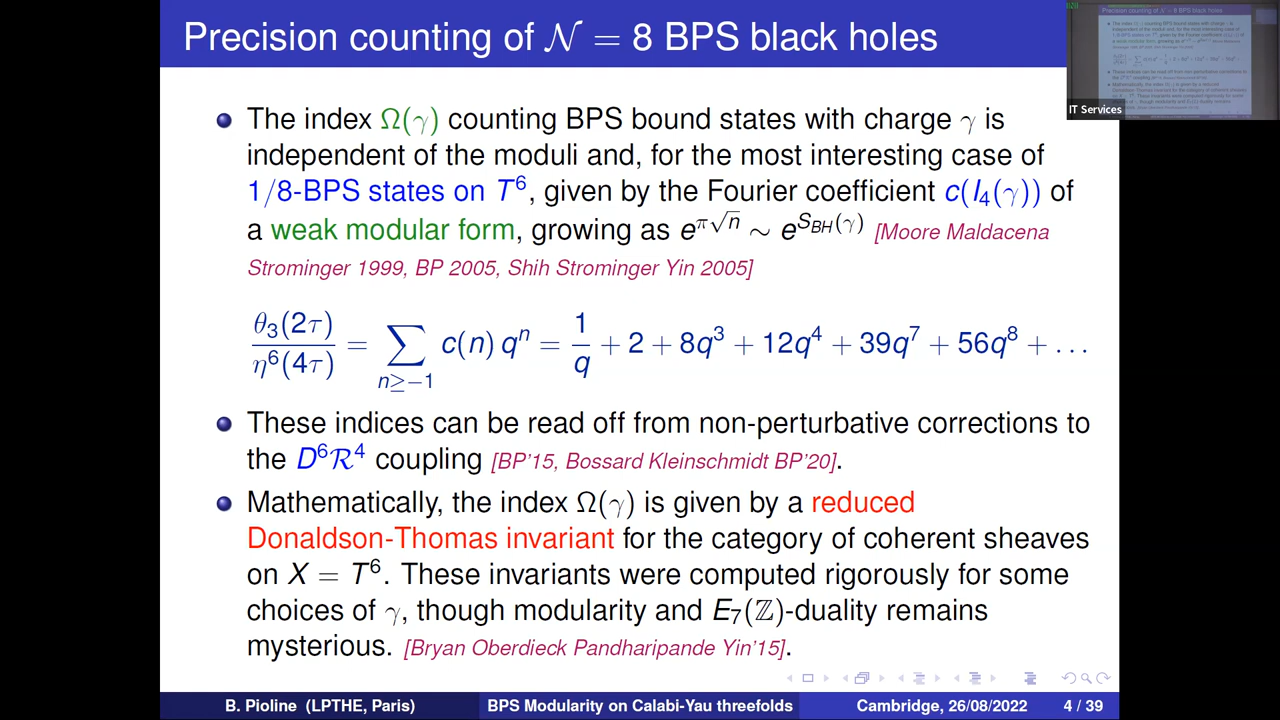 Precision counting of 𝒩 = 8 BPS black holes
IT Services
The index Ω(γ) counting BPS bound states with charge γ is
independent of the moduli and, for the most interesting case of
1/8-BPS states on T⁶, given by the Fourier coefficient c(I₄(γ)) of
a weak modular form, growing as e^{π√n} ∼ e^{S_{BH}(γ)} [Moore Maldacena
Strominger 1999, BP 2005, Shih Strominger Yin 2005]
θ₃(2τ)/η⁶(4τ) = ∑_{n≥−1} c(n) qⁿ = 1/q + 2 + 8q³ + 12q⁴ + 39q⁷ + 56q⁸ + …
These indices can be read off from non-perturbative corrections to
the D⁶ℛ⁴ coupling [BP'15, Bossard Kleinschmidt BP'20].
Mathematically, the index Ω(γ) is given by a reduced
Donaldson-Thomas invariant for the category of coherent sheaves
on X = T⁶. These invariants were computed rigorously for some
choices of γ, though modularity and E₇(ℤ)-duality remains
mysterious. [Bryan Oberdieck Pandharipande Yin'15].
B. Pioline (LPTHE, Paris) BPS Modularity on Calabi-Yau threefolds Cambridge, 26/08/2022 4 / 39